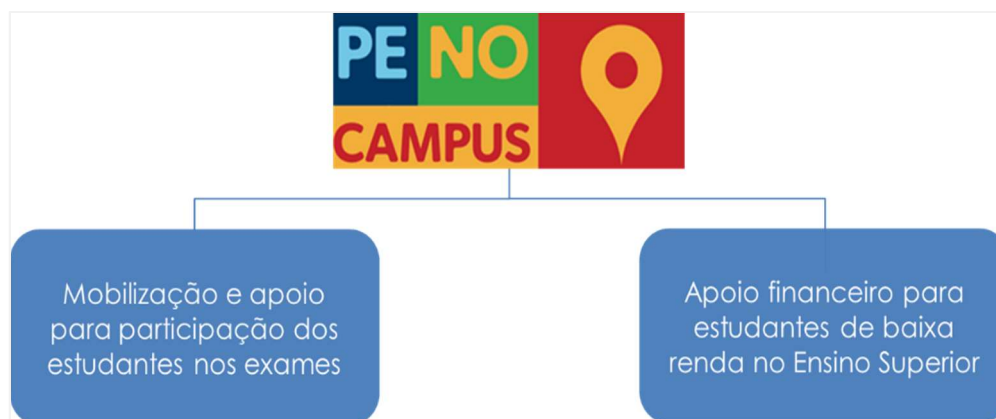 PE NO
CAMPUS
Mobilização e apoio
para participação dos
estudantes nos exames
Apoio financeiro para
estudantes de baixa
renda no Ensino Superior